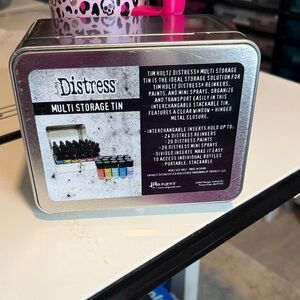 Distress
MULTI STORAGE TIN
TIM HOLTZ DISTRESS® MULTI STORAGE
TIN IS THE IDEAL STORAGE SOLUTION FOR
TIM HOLTZ DISTRESS® REINKERS,
PAINTS, AND MINI SPRAYS. ORGANIZE
AND TRANSPORT EASILY IN THIS
INTERCHANGEABLE STACKABLE TIN,
FEATURES A CLEAR WINDOW + HINGED
METAL CLOSURE.
·INTERCHANGEABLE INSERTS HOLD UP TO:
·24 DISTRESS REINKERS
·20 DISTRESS PAINTS
·20 DISTRESS MINI SPRAYS
·DIVIDED INSERTS MAKE IT EASY
TO ACCESS INDIVIDUAL BOTTLES
·PORTABLE, STACKABLE
Ranger